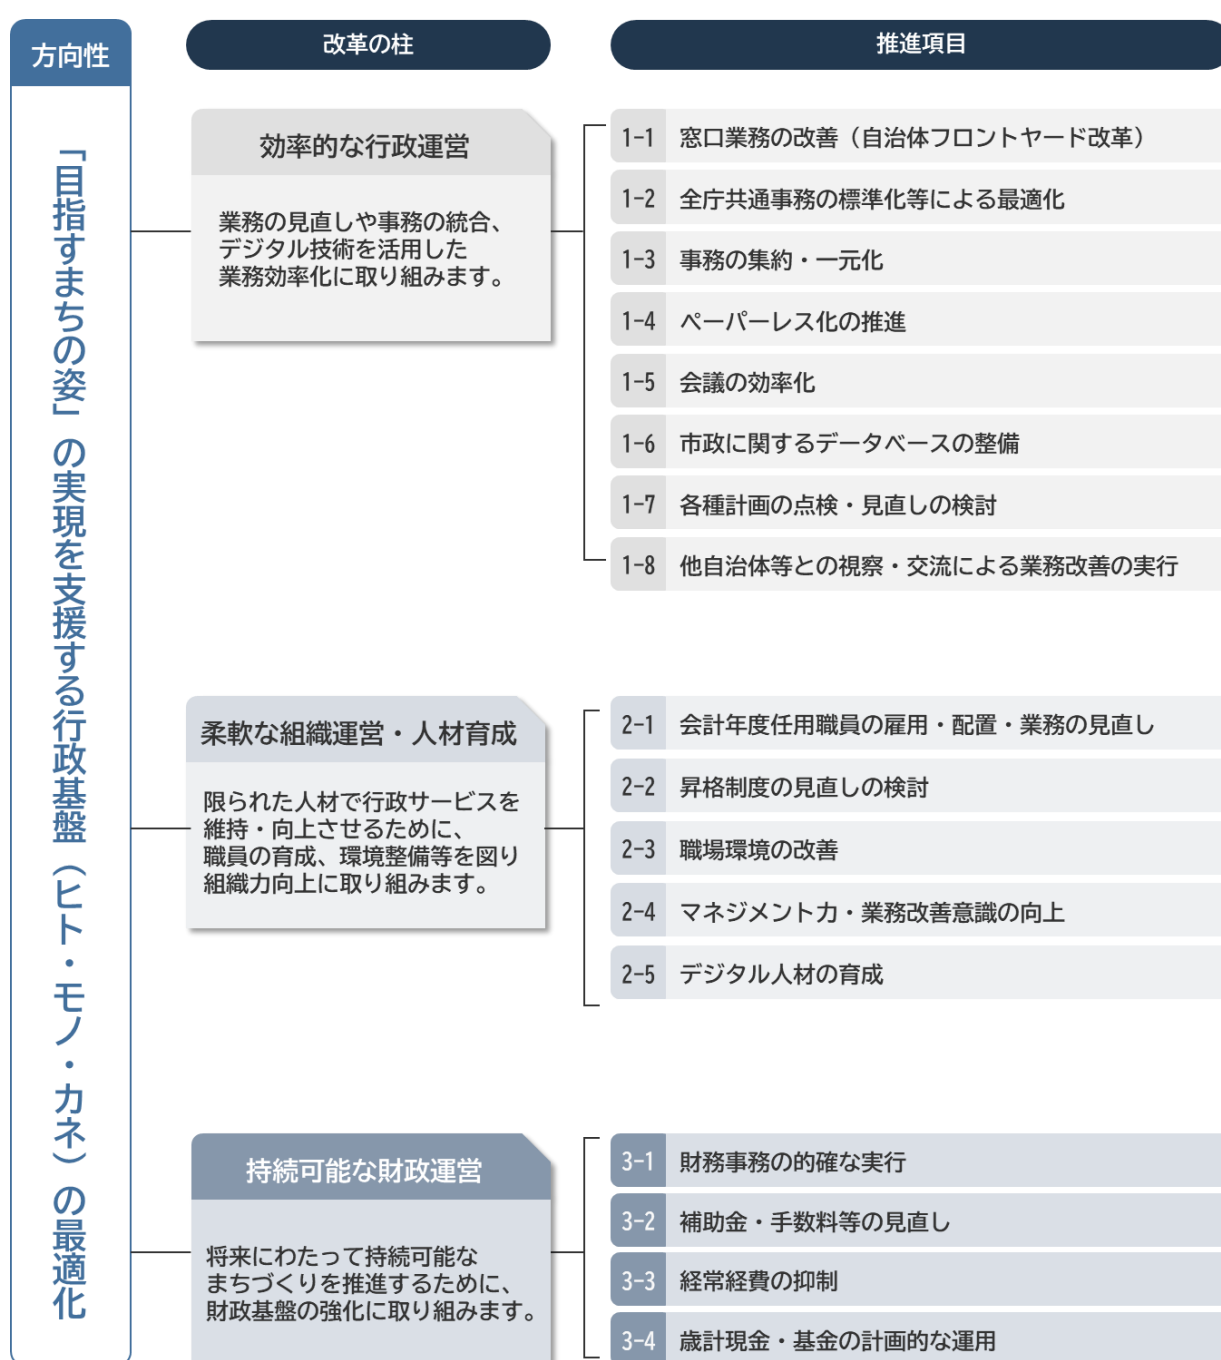 方向性
「目指すまちの姿」の実現を支援する行政基盤（ヒト・モノ・カネ）の最適化
改革の柱
推進項目
効率的な行政運営
業務の見直しや事務の統合、
デジタル技術を活用した
業務効率化に取り組みます。
1-1 窓口業務の改善（自治体フロントヤード改革）
1-2 全庁共通事務の標準化等による最適化
1-3 事務の集約・一元化
1-4 ペーパーレス化の推進
1-5 会議の効率化
1-6 市政に関するデータベースの整備
1-7 各種計画の点検・見直しの検討
1-8 他自治体等との視察・交流による業務改善の実行
柔軟な組織運営・人材育成
限られた人材で行政サービスを
維持・向上させるために、
職員の育成、環境整備等を図り
組織力向上に取り組みます。
2-1 会計年度任用職員の雇用・配置・業務の見直し
2-2 昇格制度の見直しの検討
2-3 職場環境の改善
2-4 マネジメント力・業務改善意識の向上
2-5 デジタル人材の育成
持続可能な財政運営
将来にわたって持続可能な
まちづくりを推進するために、
財政基盤の強化に取り組みます。
3-1 財務事務の的確な実行
3-2 補助金・手数料等の見直し
3-3 経常経費の抑制
3-4 歳計現金・基金の計画的な運用